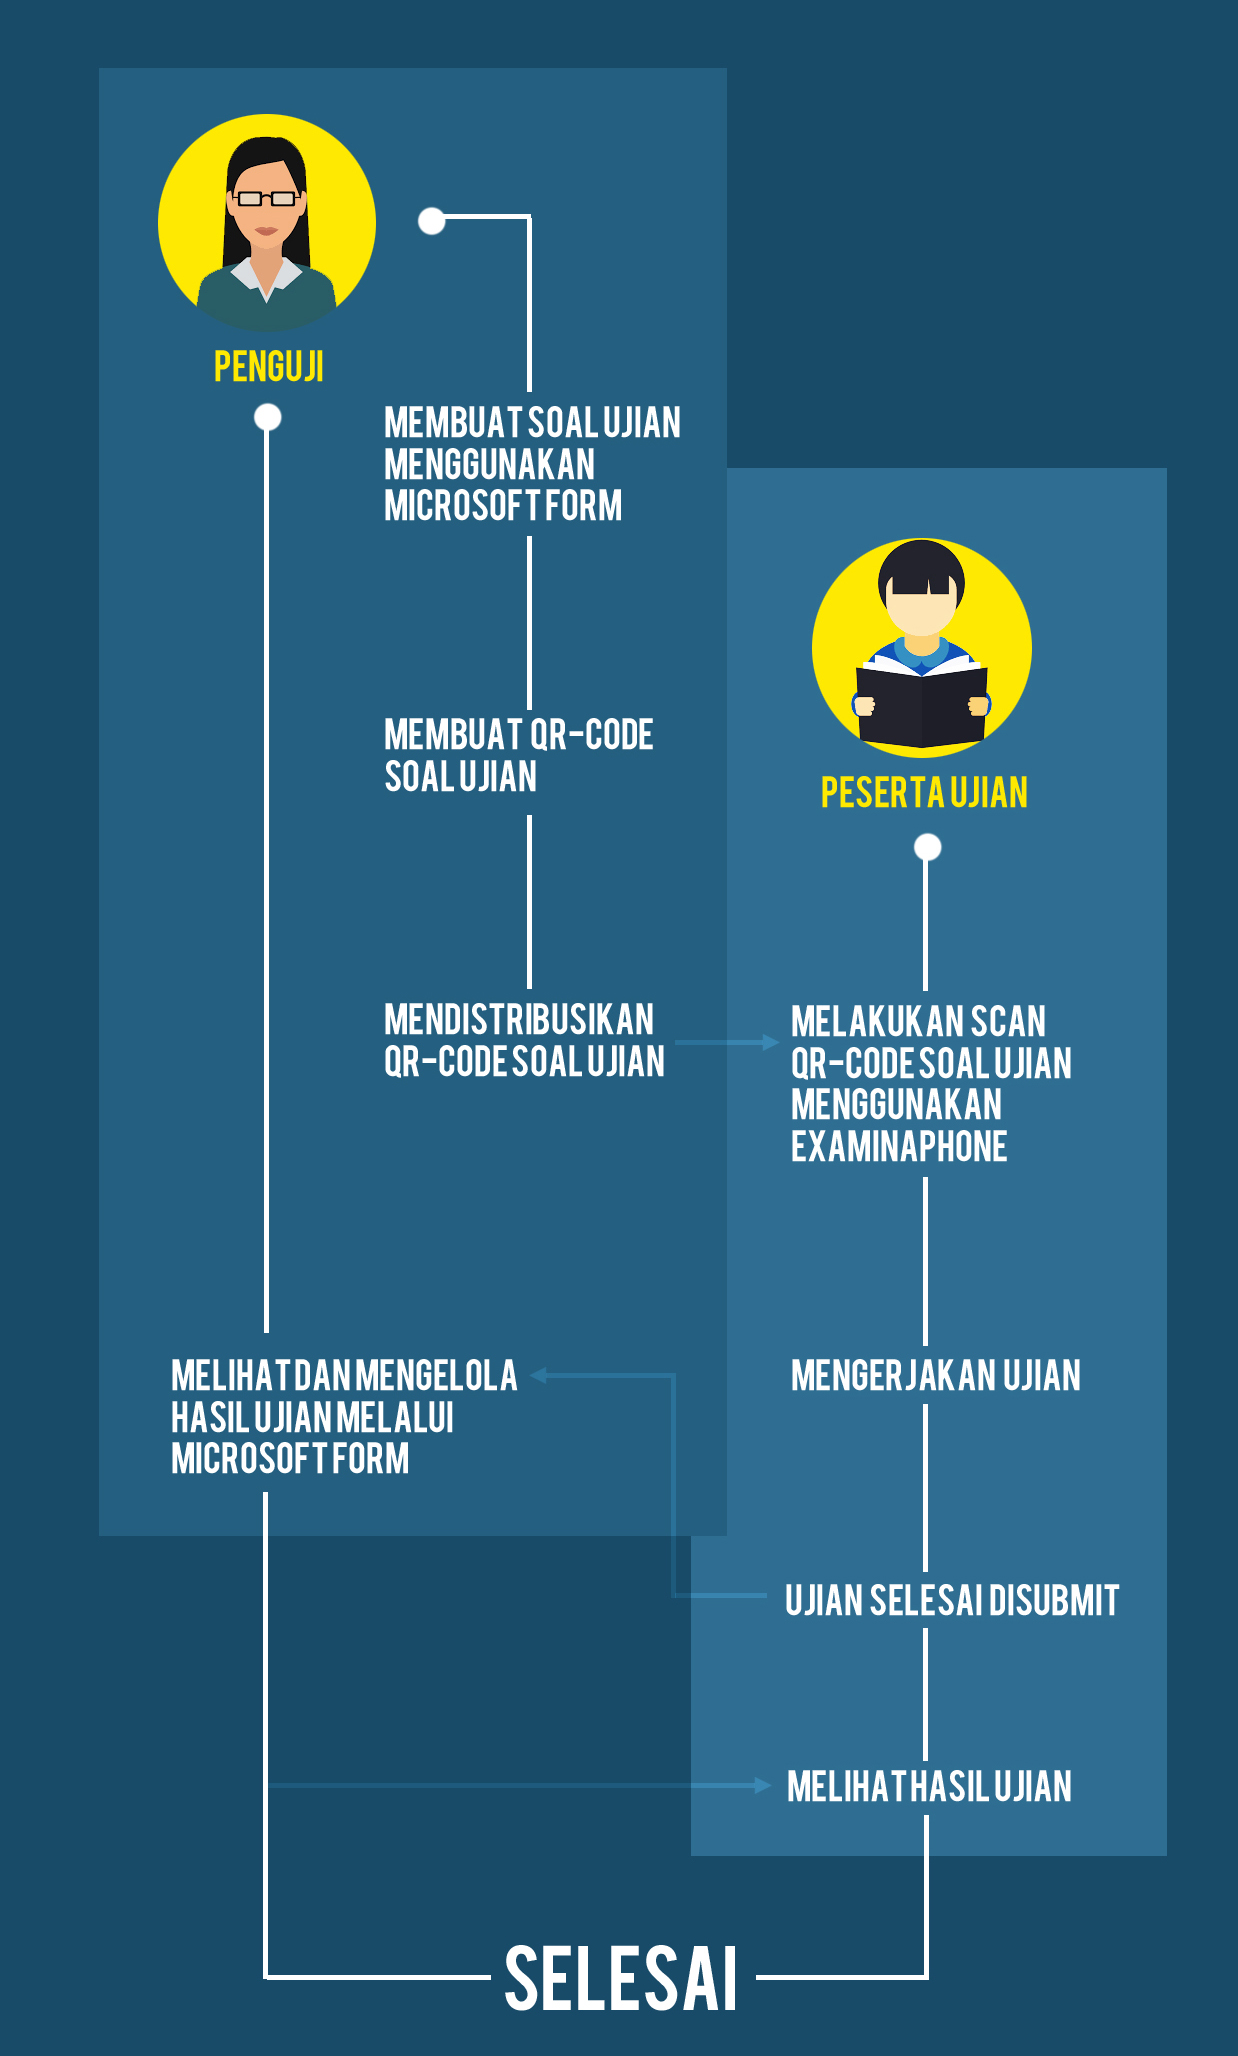 PENGUJI
MEMBUAT SOAL UJIAN
MENGGUNAKAN
MICROSOFT FORM
MEMBUAT QR-CODE
SOAL UJIAN
MENDISTRIBUSIKAN
QR-CODE SOAL UJIAN
MELIHAT DAN MENGELOLA
HASIL UJIAN MELALUI
MICROSOFT FORM
PESERTA UJIAN
MELAKUKAN SCAN
QR-CODE SOAL UJIAN
MENGGUNAKAN
EXAMINAPHONE
MENGERJAKAN UJIAN
UJIAN SELESAI DISUBMIT
MELIHAT HASIL UJIAN
SELESAI